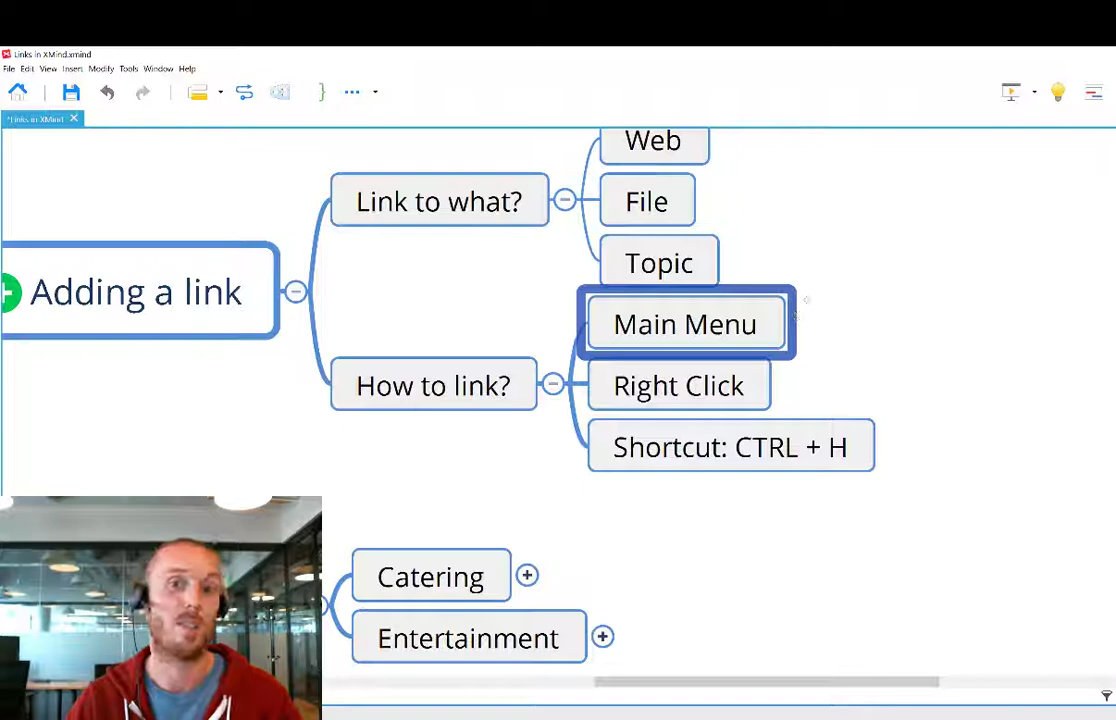 Links in XMind.xmind
File Edit View Insert Modify Tools Window Help
*Links in XMind
Web
Link to what?
File
Topic
Adding a link
Main Menu
How to link?
Right Click
Shortcut: CTRL + H
Catering
Entertainment